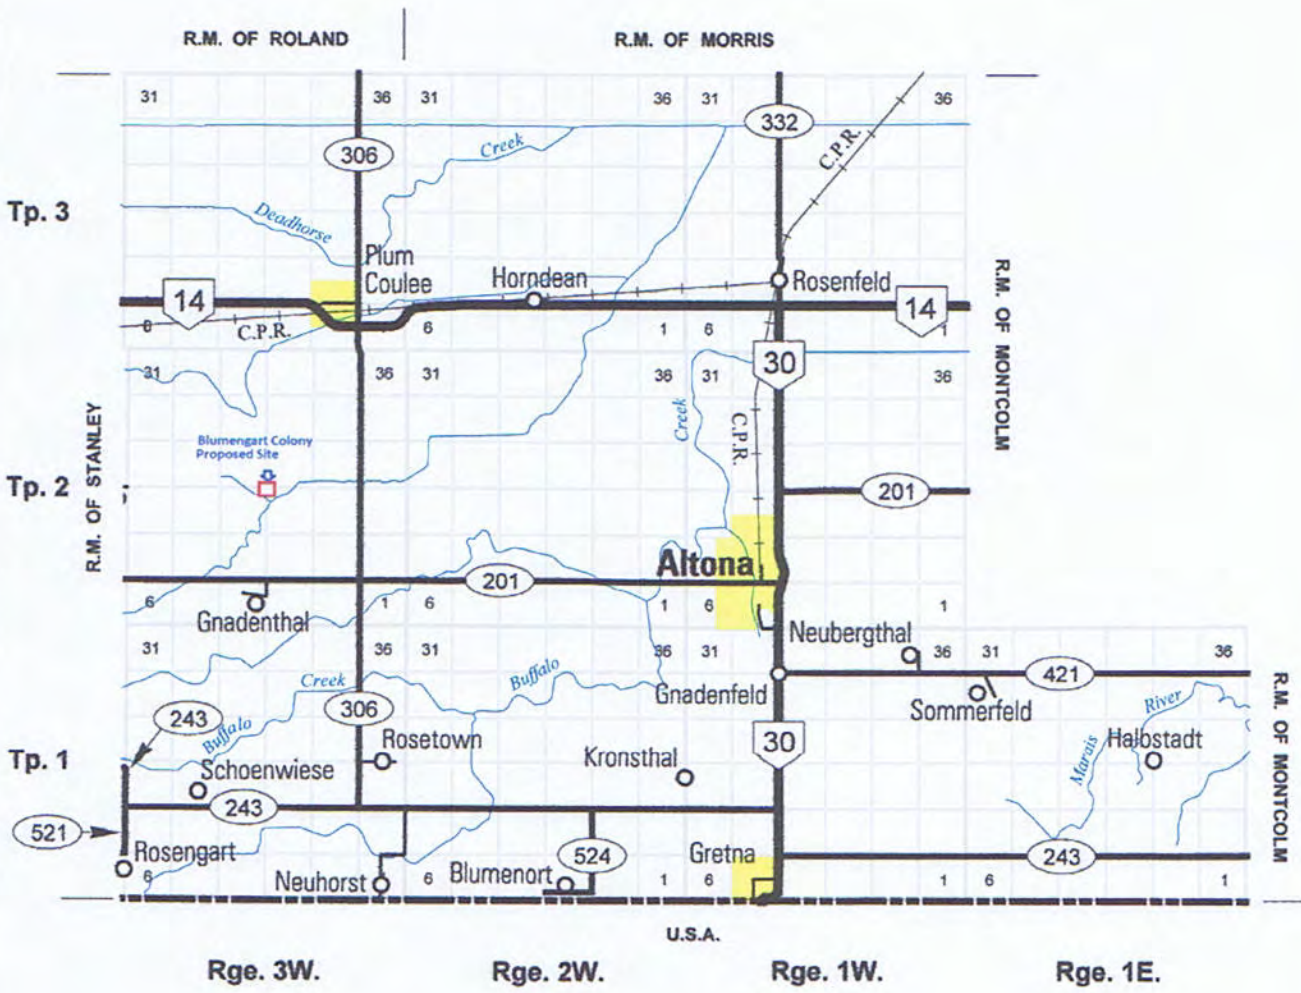 R.M. OF ROLAND
R.M. OF MORRIS
31
36
31
36
31
36
332
306
Creek
C.P.R.
Tp. 3
Deadhorse
Plum
Coulee
Horndean
Rosenfeld
14
14
R.M. OF MONTCOLM
6
C.P.R.
6
1
6
1
30
31
36
31
36
31
36
R.M. OF STANLEY
Creek
C.P.R.
Blumengart Colony
Proposed Site
Tp. 2
201
Altona
201
6
1
6
1
6
1
Gnadenthal
Neubergthal
31
36
31
36
31
36
31
36
Creek
Buffalo
Gnadenfeld
421
R.M. OF MONTCOLM
243
306
Sommerfeld
River
Buffalo
Rosetown
30
Halbstadt
Tp. 1
Schoenwiese
Kronsthal
Marais
243
521
Rosengart
524
Gretna
243
6
Neuhorst
6
Blumenort
1
6
1
6
1
U.S.A.
Rge. 3W.
Rge. 2W.
Rge. 1W.
Rge. 1E.